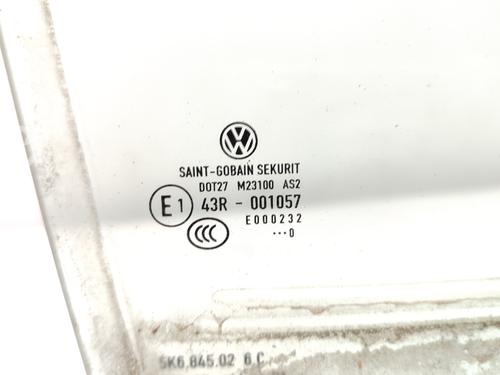 SAINT-GOBAIN SEKURIT
DOT27 M23100 AS2
E1 43R - 001057
E000232
CCC ...0
5K6.845.02 6 C